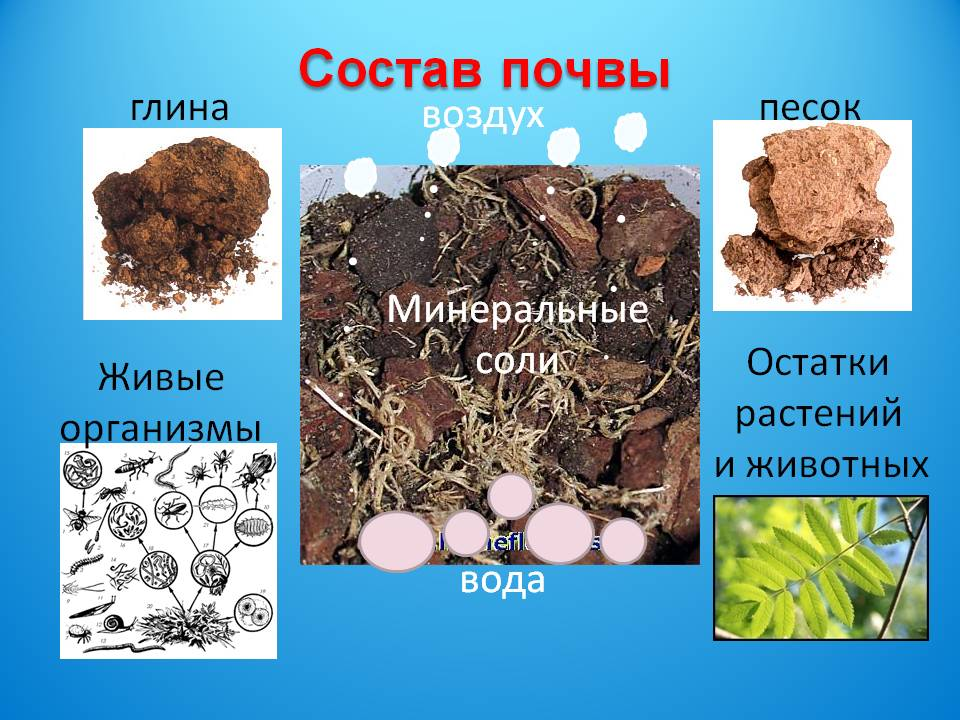 Состав почвы
глина
воздух
песок
Минеральные
соли
Живые
организмы
Остатки
растений
и животных
вода